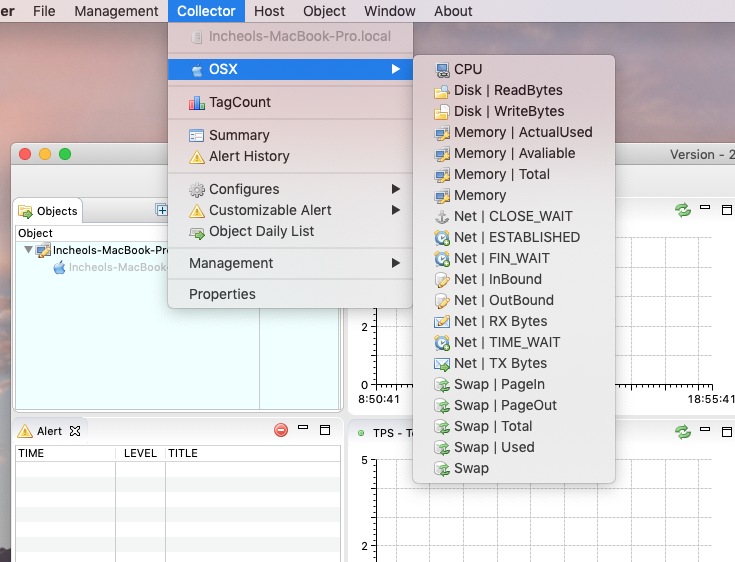 er File Management Collector Host Object Window About
Incheols-MacBook-Pro.local
OSX
TagCount
Summary
Alert History
Configures
Customizable Alert
Object Daily List
Management
Properties
CPU
Disk | ReadBytes
Disk | WriteBytes
Memory | ActualUsed
Memory | Avaliable
Memory | Total
Memory
Net | CLOSE_WAIT
Net | ESTABLISHED
Net | FIN_WAIT
Net | InBound
Net | OutBound
Net | RX Bytes
Net | TIME_WAIT
Net | TX Bytes
Swap | PageIn
Swap | PageOut
Swap | Total
Swap | Used
Swap
Version - 2
Objects
Object
Incheols-MacBook-Pr
Incheols-MacBook-
2
0
8:50:41 18:55:41
Alert
TIME LEVEL TITLE
TPS - T
5
2